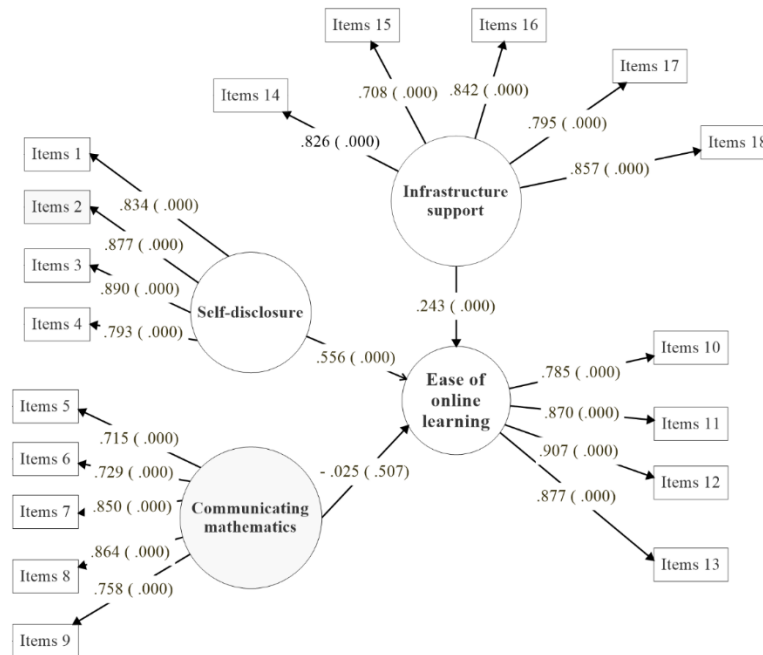 Items 15
Items 16
Items 17
Items 14
Items 18
.708 ( .000)
.842 ( .000)
.795 ( .000)
.826 ( .000)
.857 ( .000)
Infrastructure
support
Items 1
Items 2
Items 3
Items 4
.834 ( .000)
.877 ( .000)
.890 ( .000)
.793 ( .000)
Self-disclosure
.243 ( .000)
.556 ( .000)
Ease of
online
learning
Items 10
Items 11
Items 12
Items 13
.785 ( .000)
.870 ( .000)
.907 ( .000)
.877 ( .000)
Items 5
Items 6
Items 7
Items 8
Items 9
.715 ( .000)
.729 ( .000)
.850 ( .000)
.864 ( .000)
.758 ( .000)
Communicating
mathematics
- .025 ( .507)